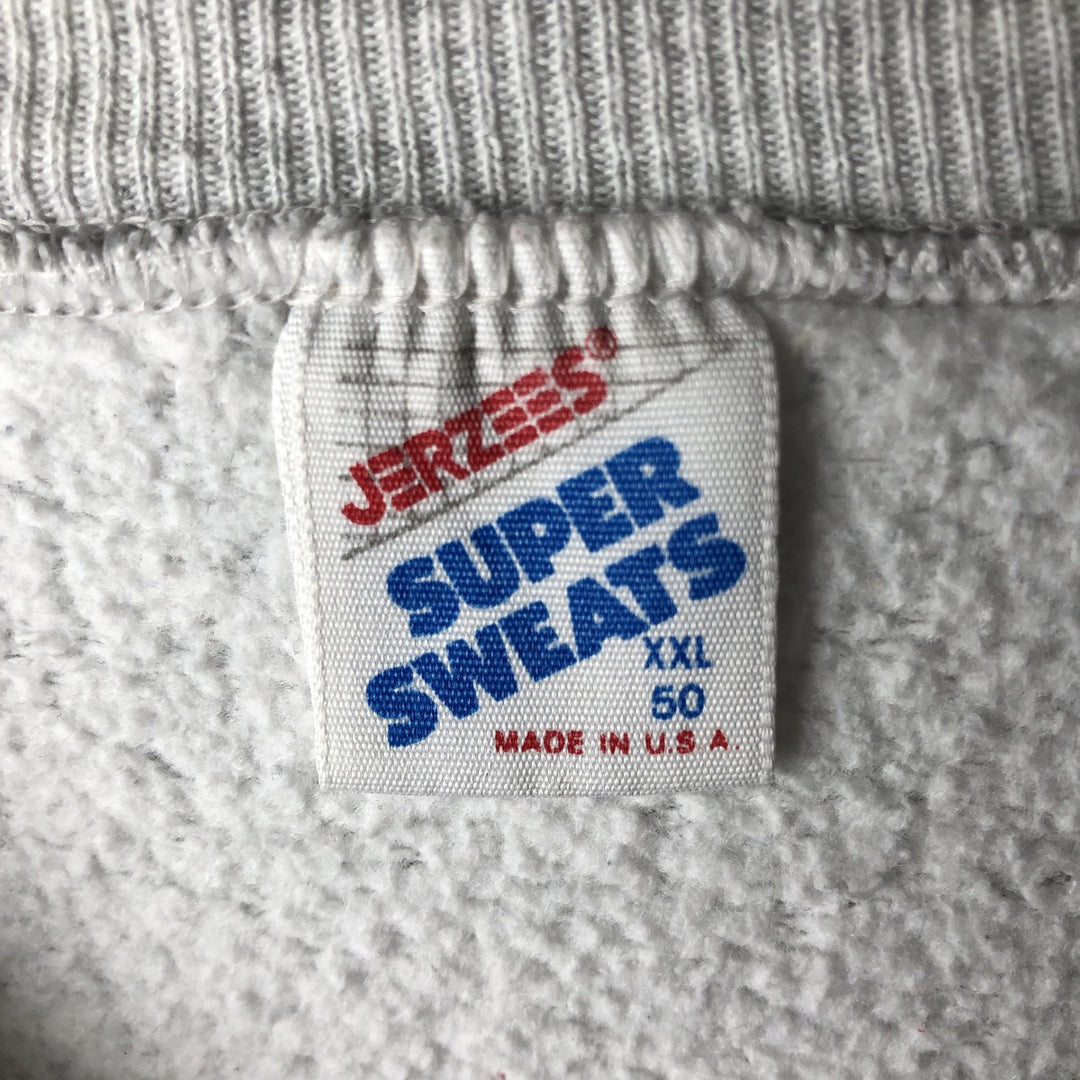 JERZEES®
SUPER
SWEATS
XXL
50
MADE IN U.S.A.